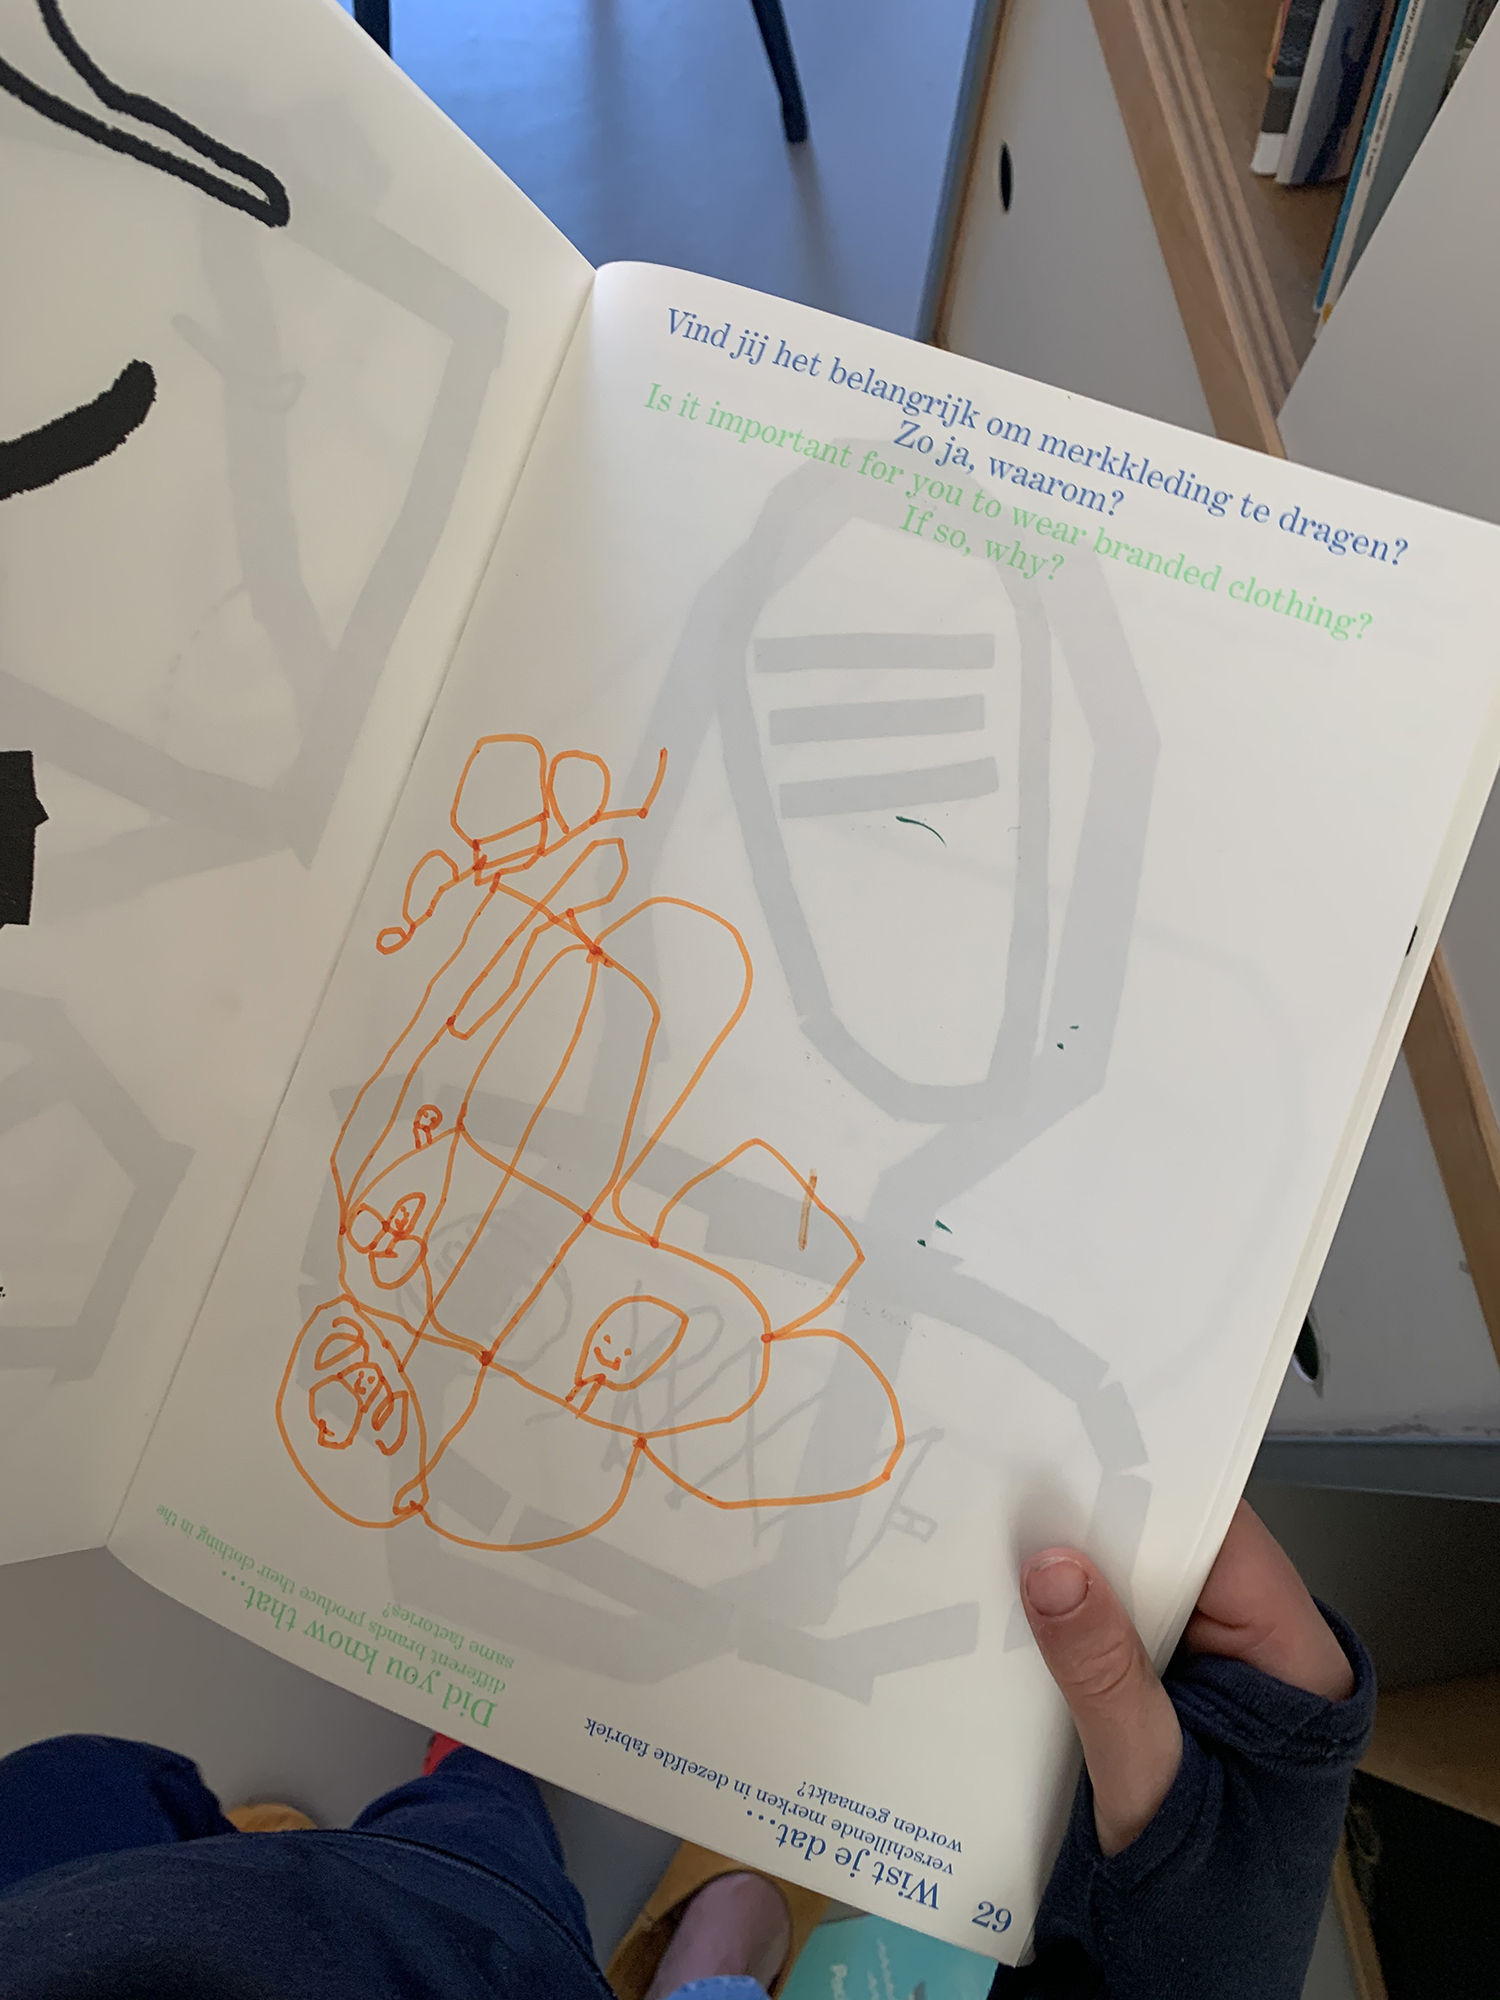 Vind jij het belangrijk om merkkleding te dragen?
Zo ja, waarom?
Is it important for you to wear branded clothing?
If so, why?
Did you know that...
different brands produce their clothing in the
same factories?
Wist je dat...
verschillende merken in dezelfde fabriek
worden gemaakt?
29